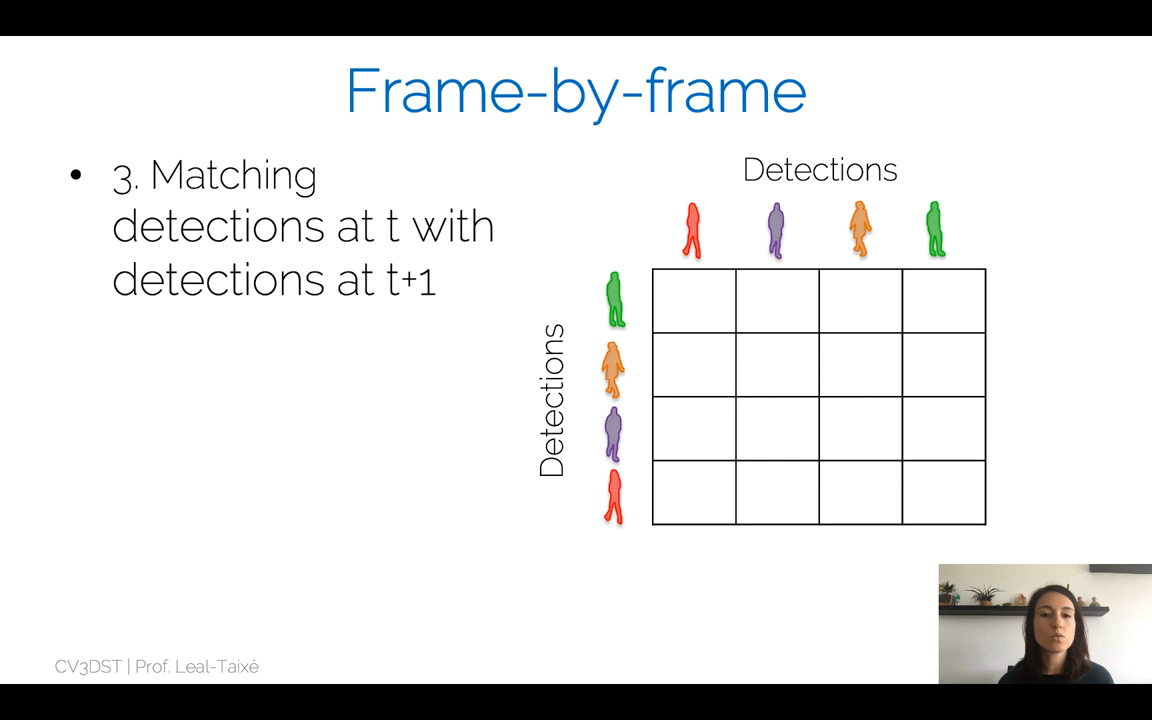 Frame-by-frame
• 3. Matching
detections at t with
detections at t+1
Detections
Detections
CV3DST | Prof. Leal-Taixé